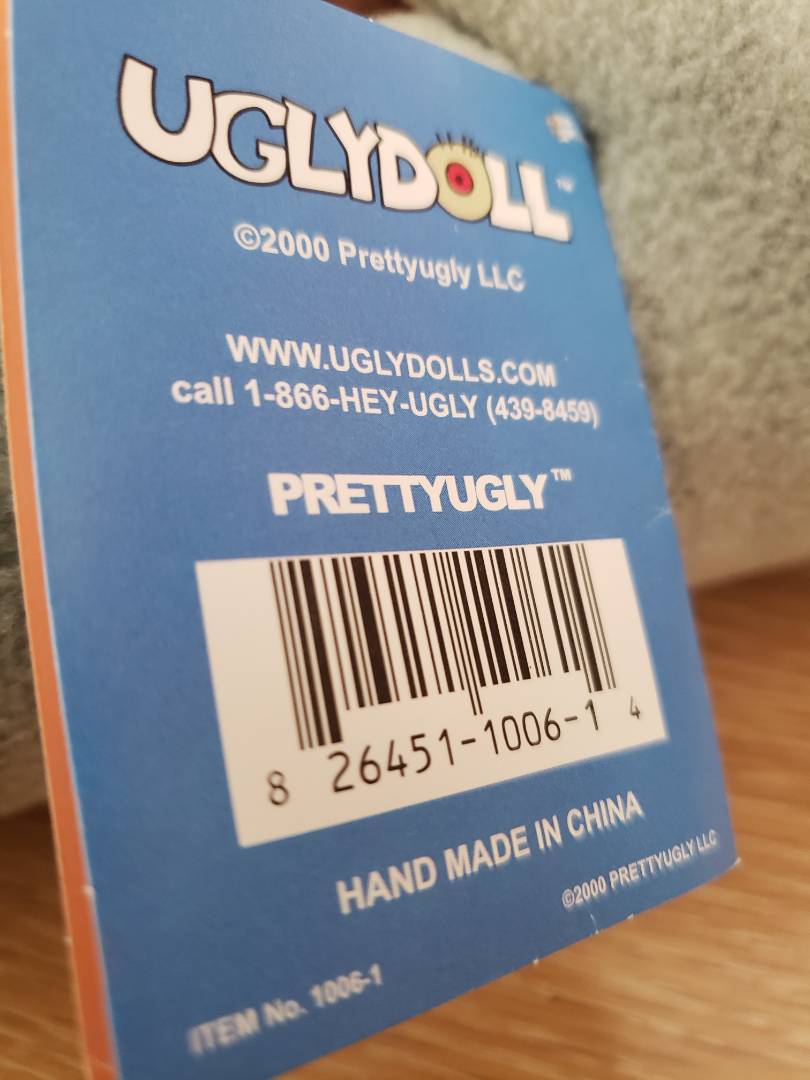 UGLYDOLL™
©2000 Prettyugly LLC
WWW.UGLYDOLLS.COM
call 1-866-HEY-UGLY (439-8459)
PRETTYUGLY™
8 26451-1006-1 4
HAND MADE IN CHINA
©2000 PRETTYUGLY LLC
ITEM No. 1006-1